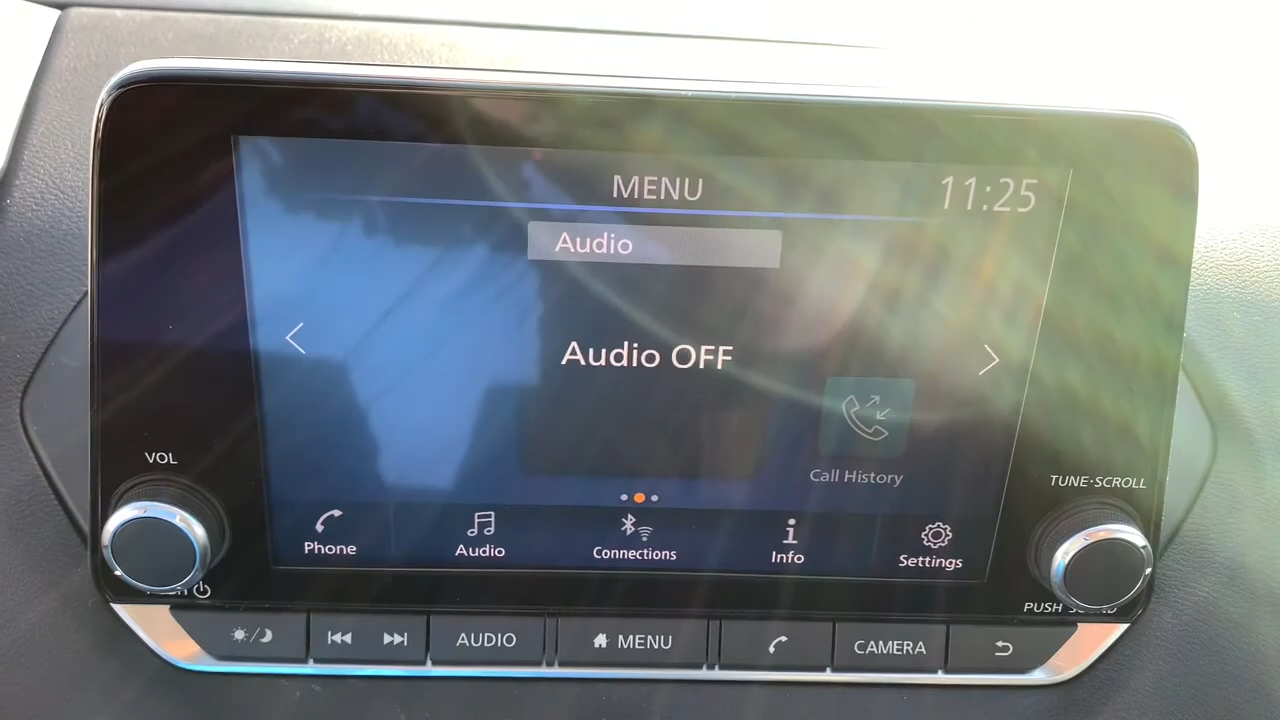 MENU
11:25
Audio
Audio OFF
Call History
VOL
TUNE·SCROLL
Phone
Audio
Connections
Info
Settings
PUSH
AUDIO
MENU
CAMERA